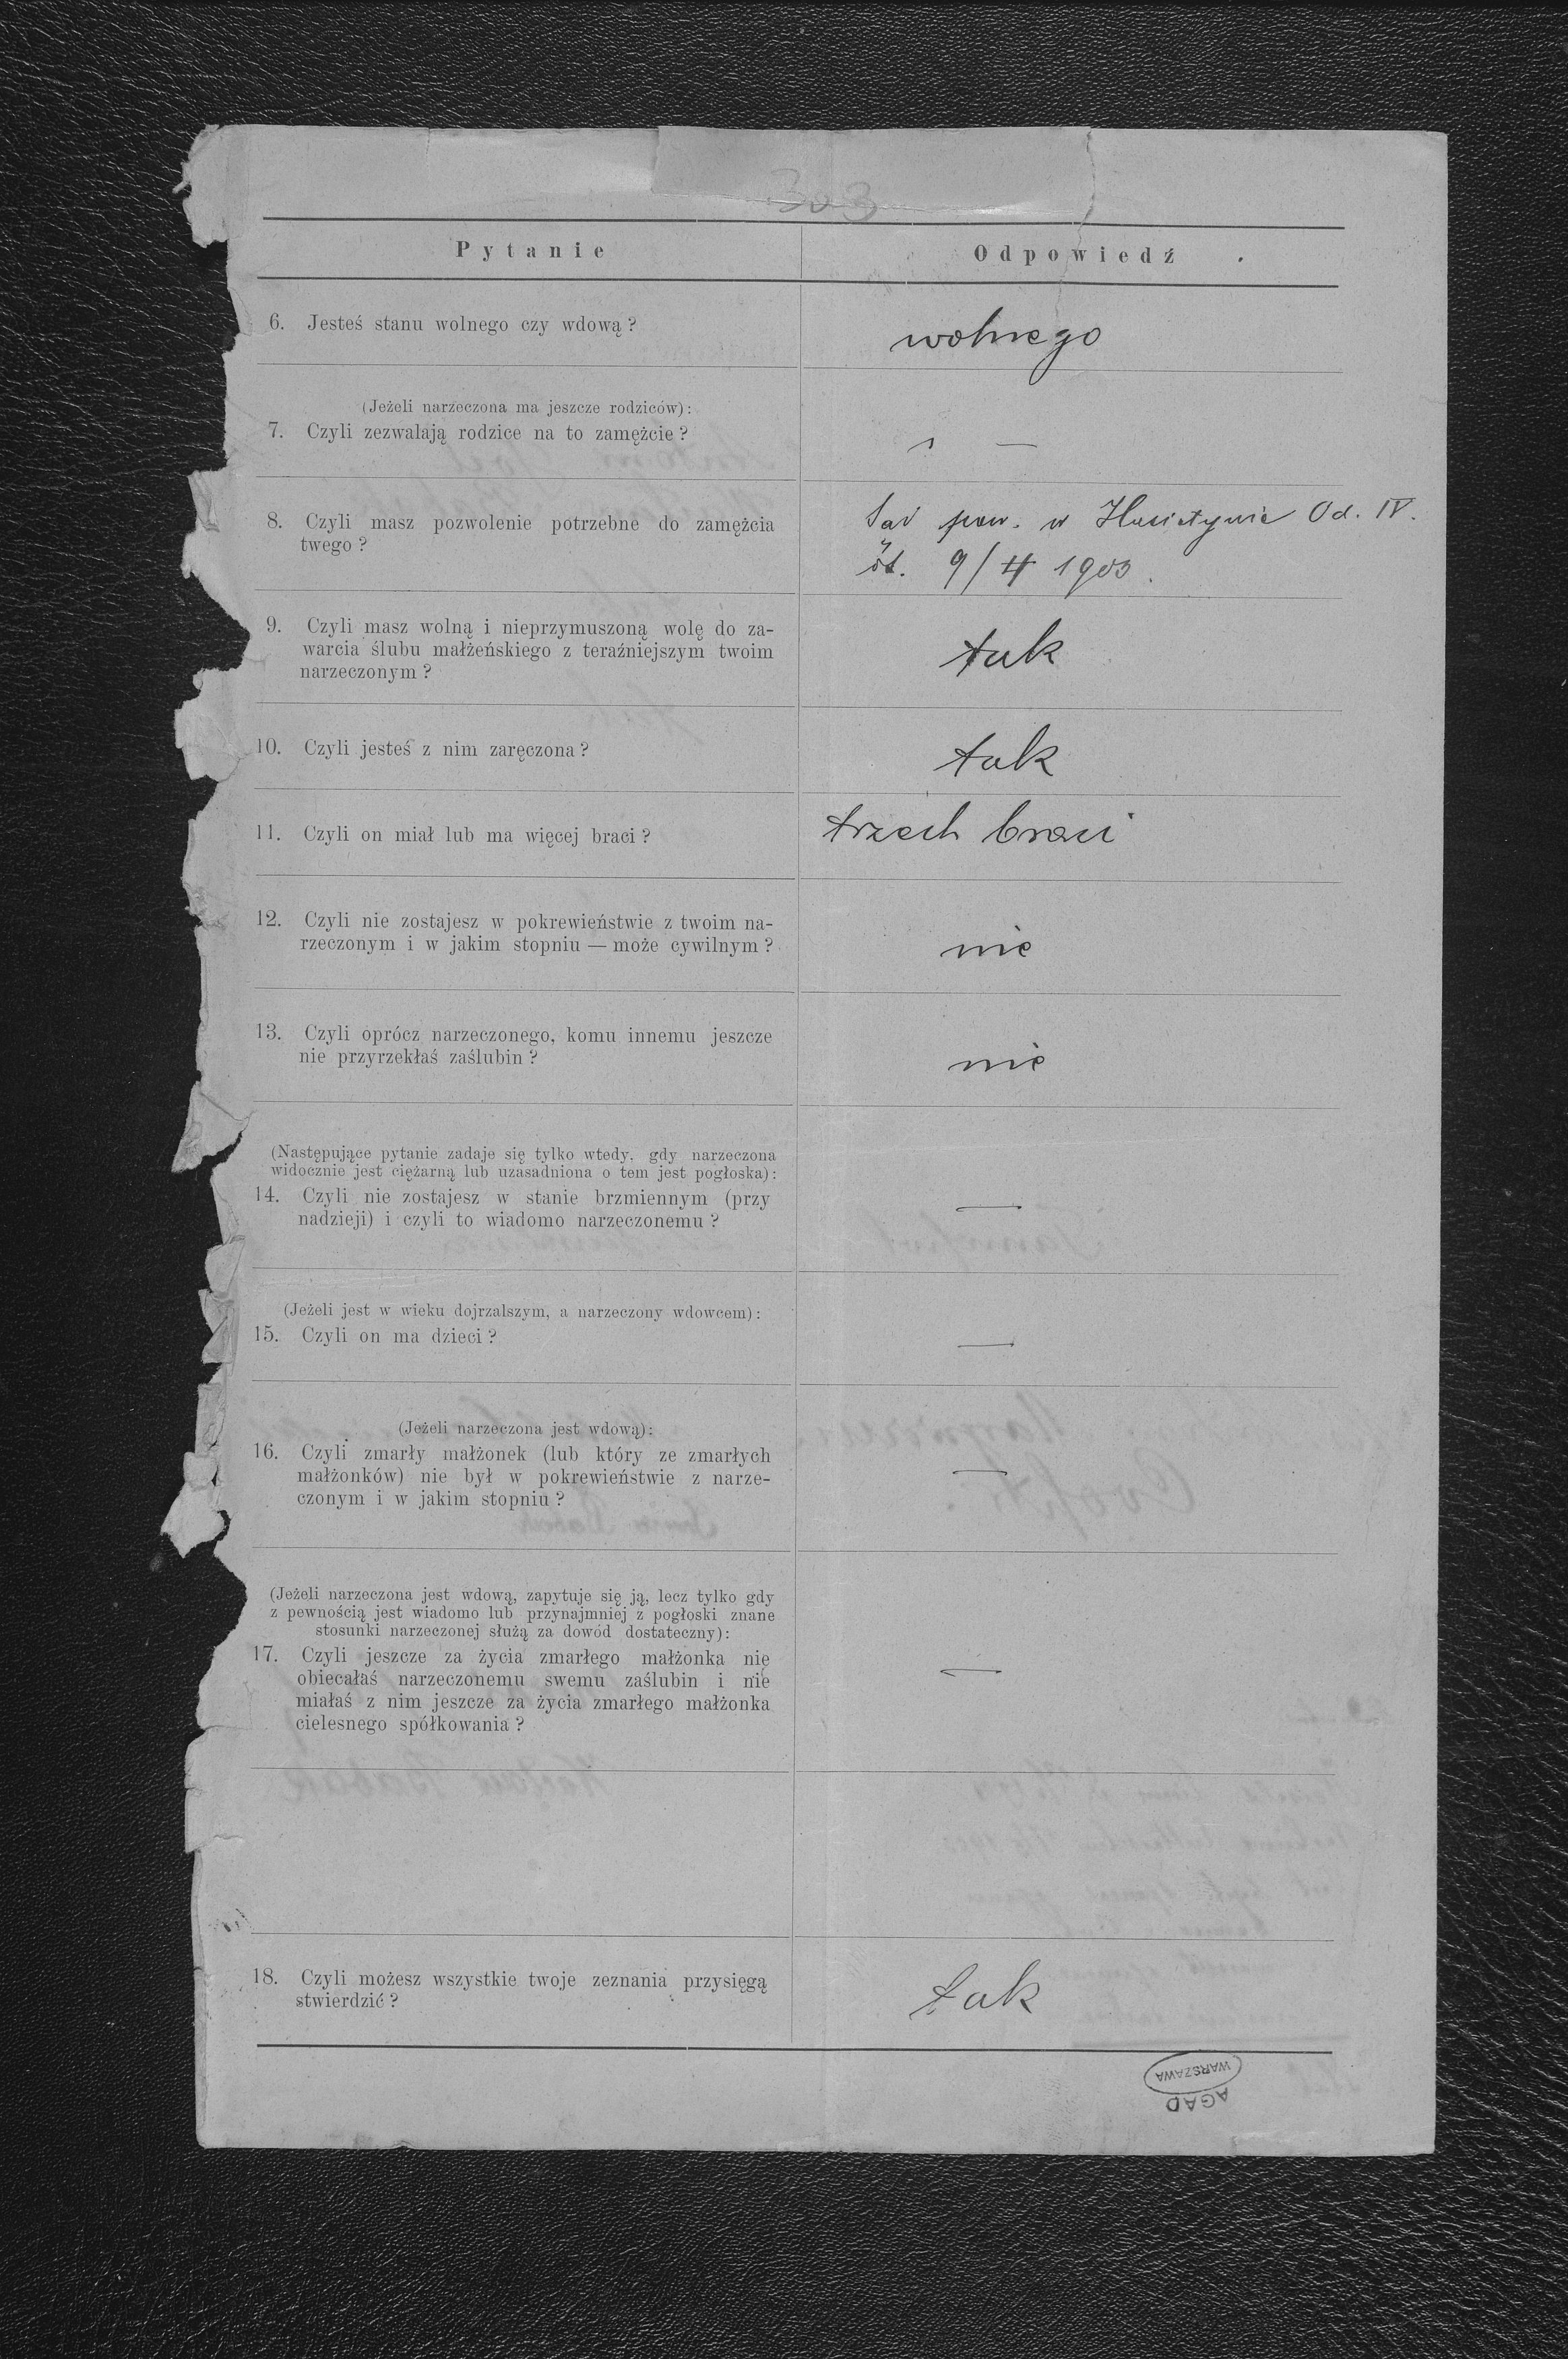 303
Pytanie
Odpowiedź
6. Jesteś stanu wolnego czy wdową?
wolnego
(Jeżeli narzeczona ma jeszcze rodziców):
7. Czyli zezwalają rodzice na to zamężcie?
—
8. Czyli masz pozwolenie potrzebne do zamężcia
twego?
Sąd pow. w Husiatynie Od. IV.
9/II 1903.
9. Czyli masz wolną i nieprzymuszoną wolę do za-
warcia ślubu małżeńskiego z teraźniejszym twoim
narzeczonym?
tak
10. Czyli jesteś z nim zaręczona?
tak
11. Czyli on miał lub ma więcej braci?
trzech braci
12. Czyli nie zostajesz w pokrewieństwie z twoim na-
rzeczonym i w jakim stopniu — może cywilnym?
nie
13. Czyli oprócz narzeczonego, komu innemu jeszcze
nie przyrzekłaś zaślubin?
nie
(Następujące pytanie zadaje się tylko wtedy, gdy narzeczona
widocznie jest ciężarną lub uzasadniona o tem jest pogłoska):
14. Czyli nie zostajesz w stanie brzmiennym (przy
nadzieji) i czyli to wiadomo narzeczonemu?
—
(Jeżeli jest w wieku dojrzalszym, a narzeczony wdowcem):
15. Czyli on ma dzieci?
—
(Jeżeli narzeczona jest wdową):
16. Czyli zmarły małżonek (lub który ze zmarłych
małżonków) nie był w pokrewieństwie z narze-
czonym i w jakim stopniu?
—
(Jeżeli narzeczona jest wdową, zapytuje się ją, lecz tylko gdy
z pewnością jest wiadomo lub przynajmniej z pogłoski znane
stosunki narzeczonej służą za dowód dostateczny):
17. Czyli jeszcze za życia zmarłego małżonka nie
obiecałaś narzeczonemu swemu zaślubin i nie
miałaś z nim jeszcze za życia zmarłego małżonka
cielesnego spółkowania?
—
18. Czyli możesz wszystkie twoje zeznania przysięgą
stwierdzić?
tak
WARSZAWA
AGAD